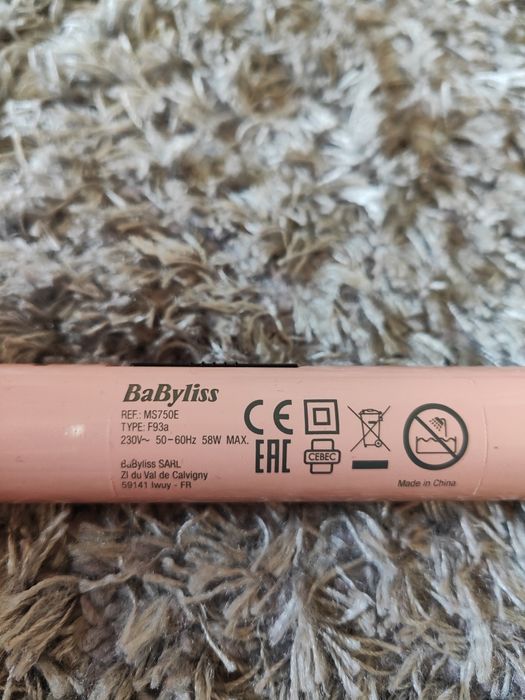 BaByliss
REF.: MS750E
TYPE: F93a
230V~ 50-60Hz 58W MAX.
BaByliss SARL
ZI du Val de Calvigny
59141 Iwuy - FR
CE
EAC
CEBEC
Made in China